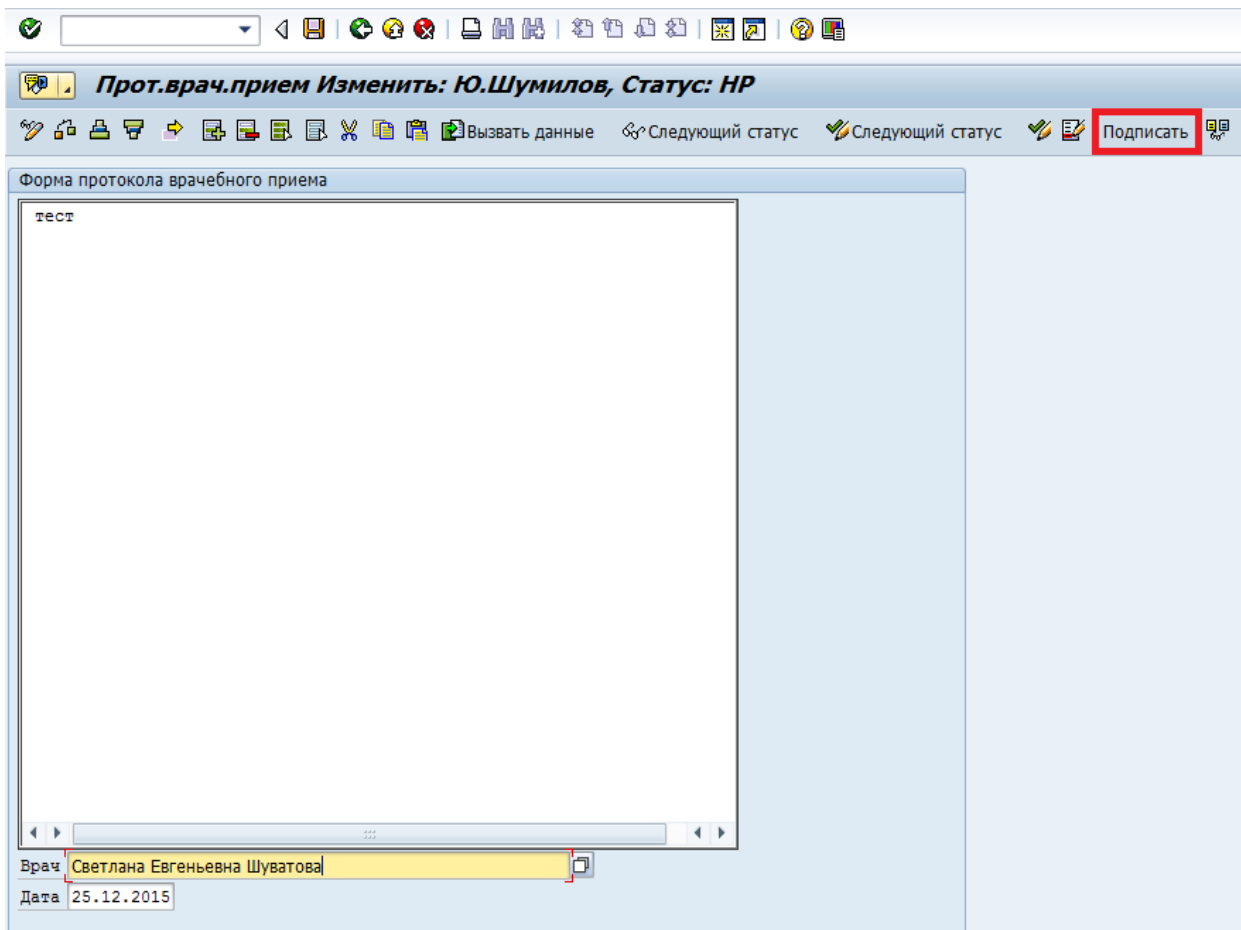 Прот.врач.прием Изменить: Ю.Шумилов, Статус: НР
Вызвать данные Следующий статус Следующий статус Подписать
Форма протокола врачебного приема
тест
Врач Светлана Евгеньевна Шуватова
Дата 25.12.2015